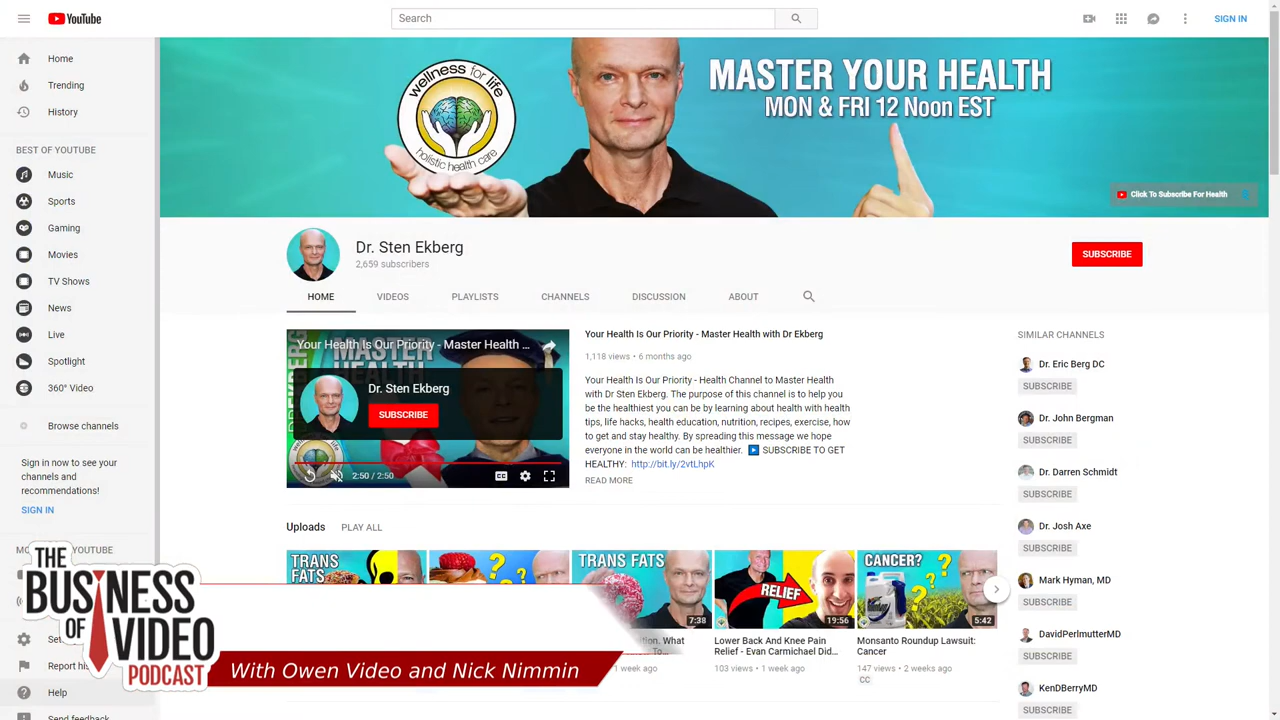 YouTube
Search
SIGN IN
Home
Trending
History
BEST OF YOUTUBE
Music
Sports
Gaming
Movies
TV Shows
News
Live
Spotlight
360° Video
Browse channels
Sign in now to see your
channels and
recommendations!
SIGN IN
wellness for life
holistic health care
MASTER YOUR HEALTH
MON & FRI 12 Noon EST
Click To Subscribe For Health
Dr. Sten Ekberg
2,659 subscribers
SUBSCRIBE
HOME
VIDEOS
PLAYLISTS
CHANNELS
DISCUSSION
ABOUT
Your Health Is Our Priority - Master Health ...
Dr. Sten Ekberg
SUBSCRIBE
2:50 / 2:50
CC
Your Health Is Our Priority - Master Health with Dr Ekberg
1,118 views • 6 months ago
Your Health Is Our Priority - Health Channel to Master Health
with Dr Sten Ekberg. The purpose of this channel is to help you
be the healthiest you can be by learning about health with health
tips, life hacks, health education, nutrition, recipes, exercise, how
to get and stay healthy. By spreading this message we hope
everyone in the world can be healthier. SUBSCRIBE TO GET
HEALTHY: http://bit.ly/2vtLhpK
READ MORE
SIMILAR CHANNELS
Dr. Eric Berg DC
SUBSCRIBE
Dr. John Bergman
SUBSCRIBE
Dr. Darren Schmidt
SUBSCRIBE
Dr. Josh Axe
SUBSCRIBE
Mark Hyman, MD
SUBSCRIBE
DavidPerlmutterMD
SUBSCRIBE
KenDBerryMD
SUBSCRIBE
Uploads
PLAY ALL
TRANS
FATS
TRANS FATS
7:38
What
To...
1 week ago
RELIEF
19:56
Lower Back And Knee Pain
Relief - Evan Carmichael Did...
103 views • 1 week ago
CANCER?
5:42
Monsanto Roundup Lawsuit:
Cancer
147 views • 2 weeks ago
CC
YOUTUBE
Report
Help
Send feedback
THE
BUSINESS
OF VIDEO
PODCAST
With Owen Video and Nick Nimmin